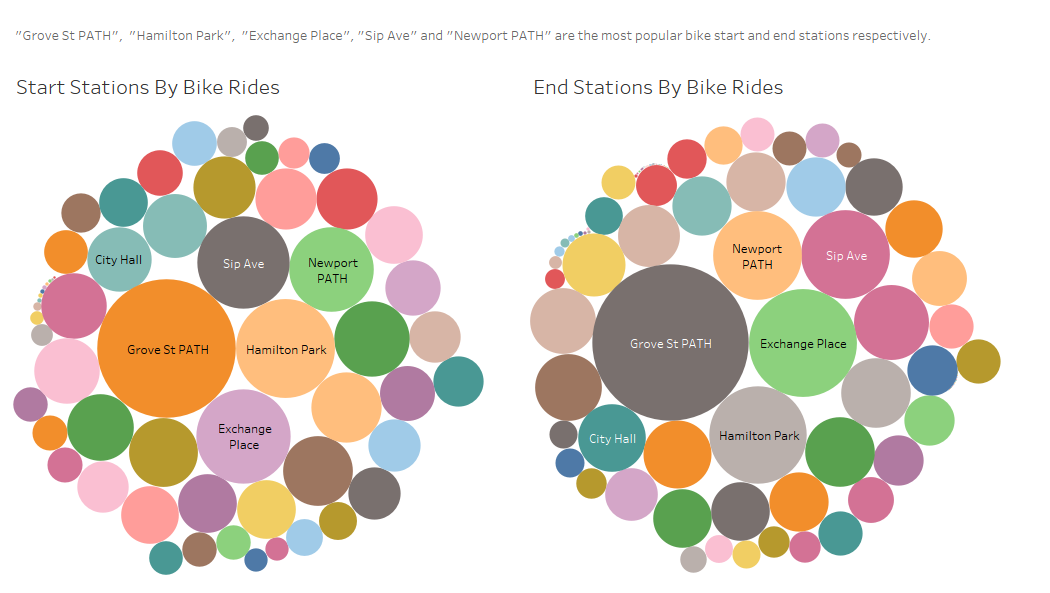 "Grove St PATH", "Hamilton Park", "Exchange Place", "Sip Ave" and "Newport PATH" are the most popular bike start and end stations respectively.
Start Stations By Bike Rides
City Hall
Sip Ave
Newport
PATH
Grove St PATH
Hamilton Park
Exchange
Place
End Stations By Bike Rides
Newport
PATH
Sip Ave
Grove St PATH
Exchange Place
City Hall
Hamilton Park